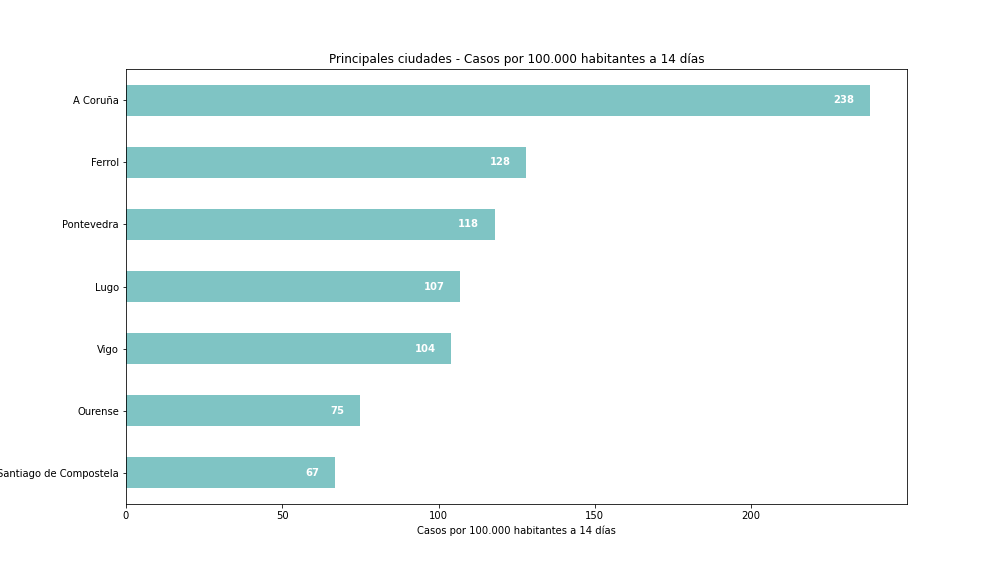 Principales ciudades - Casos por 100.000 habitantes a 14 días
A Coruña 238
Ferrol 128
Pontevedra 118
Lugo 107
Vigo 104
Ourense 75
Santiago de Compostela 67
0 50 100 150 200
Casos por 100.000 habitantes a 14 días